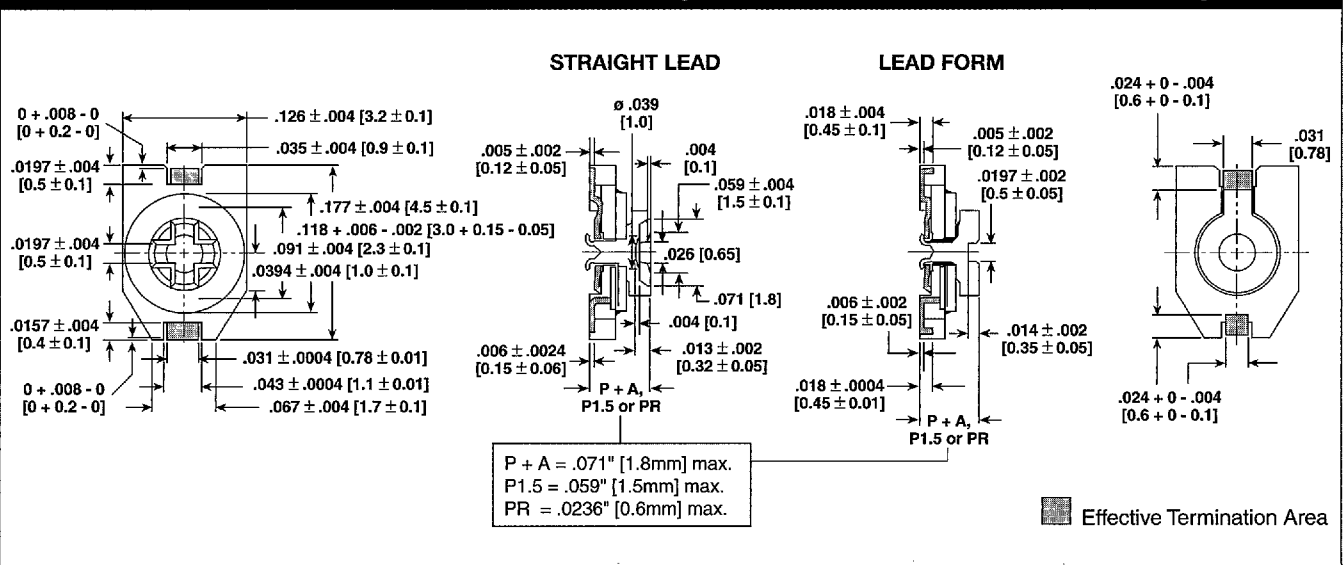 STRAIGHT LEAD
LEAD FORM
0 + .008 - 0
[0 + 0.2 - 0]
.126 ± .004 [3.2 ± 0.1]
.035 ± .004 [0.9 ± 0.1]
.0197 ± .004
[0.5 ± 0.1]
.177 ± .004 [4.5 ± 0.1]
.118 + .006 - .002 [3.0 + 0.15 - 0.05]
.0197 ± .004
[0.5 ± 0.1]
.091 ± .004 [2.3 ± 0.1]
.0394 ± .004 [1.0 ± 0.1]
.0157 ± .004
[0.4 ± 0.1]
.031 ± .0004 [0.78 ± 0.01]
.043 ± .0004 [1.1 ± 0.01]
0 + .008 - 0
[0 + 0.2 - 0]
.067 ± .004 [1.7 ± 0.1]
ø .039
[1.0]
.005 ± .002
[0.12 ± 0.05]
.004
[0.1]
.059 ± .004
[1.5 ± 0.1]
.026 [0.65]
.071 [1.8]
.004 [0.1]
.006 ± .0024
[0.15 ± 0.06]
.013 ± .002
[0.32 ± 0.05]
P + A,
P1.5 or PR
.018 ± .004
[0.45 ± 0.1]
.005 ± .002
[0.12 ± 0.05]
.0197 ± .002
[0.5 ± 0.05]
.006 ± .002
[0.15 ± 0.05]
.014 ± .002
[0.35 ± 0.05]
.018 ± .0004
[0.45 ± 0.01]
P + A,
P1.5 or PR
.024 + 0 - .004
[0.6 + 0 - 0.1]
.031
[0.78]
.024 + 0 - .004
[0.6 + 0 - 0.1]
P + A = .071" [1.8mm] max.
P1.5 = .059" [1.5mm] max.
PR = .0236" [0.6mm] max.
Effective Termination Area